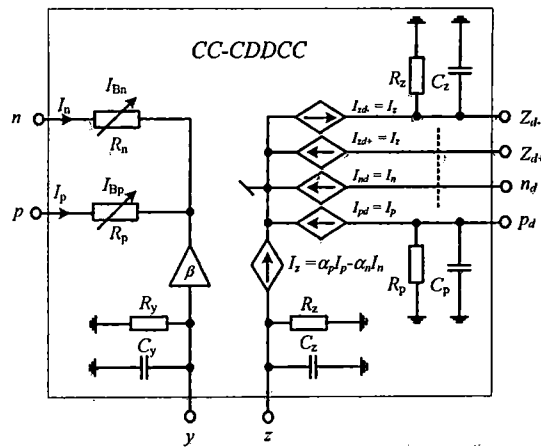 CC-CDDCC
R_z
C_z
n
I_n
I_Bn
R_n
I_zd- = I_z
Z_d-
I_zd+ = I_z
Z_d+
I_nd = I_n
n_d
p
I_p
I_Bp
R_p
I_pd = I_p
p_d
β
I_z = α_pI_p-α_nI_n
R_p
C_p
R_y
R_z
C_y
C_z
y
z